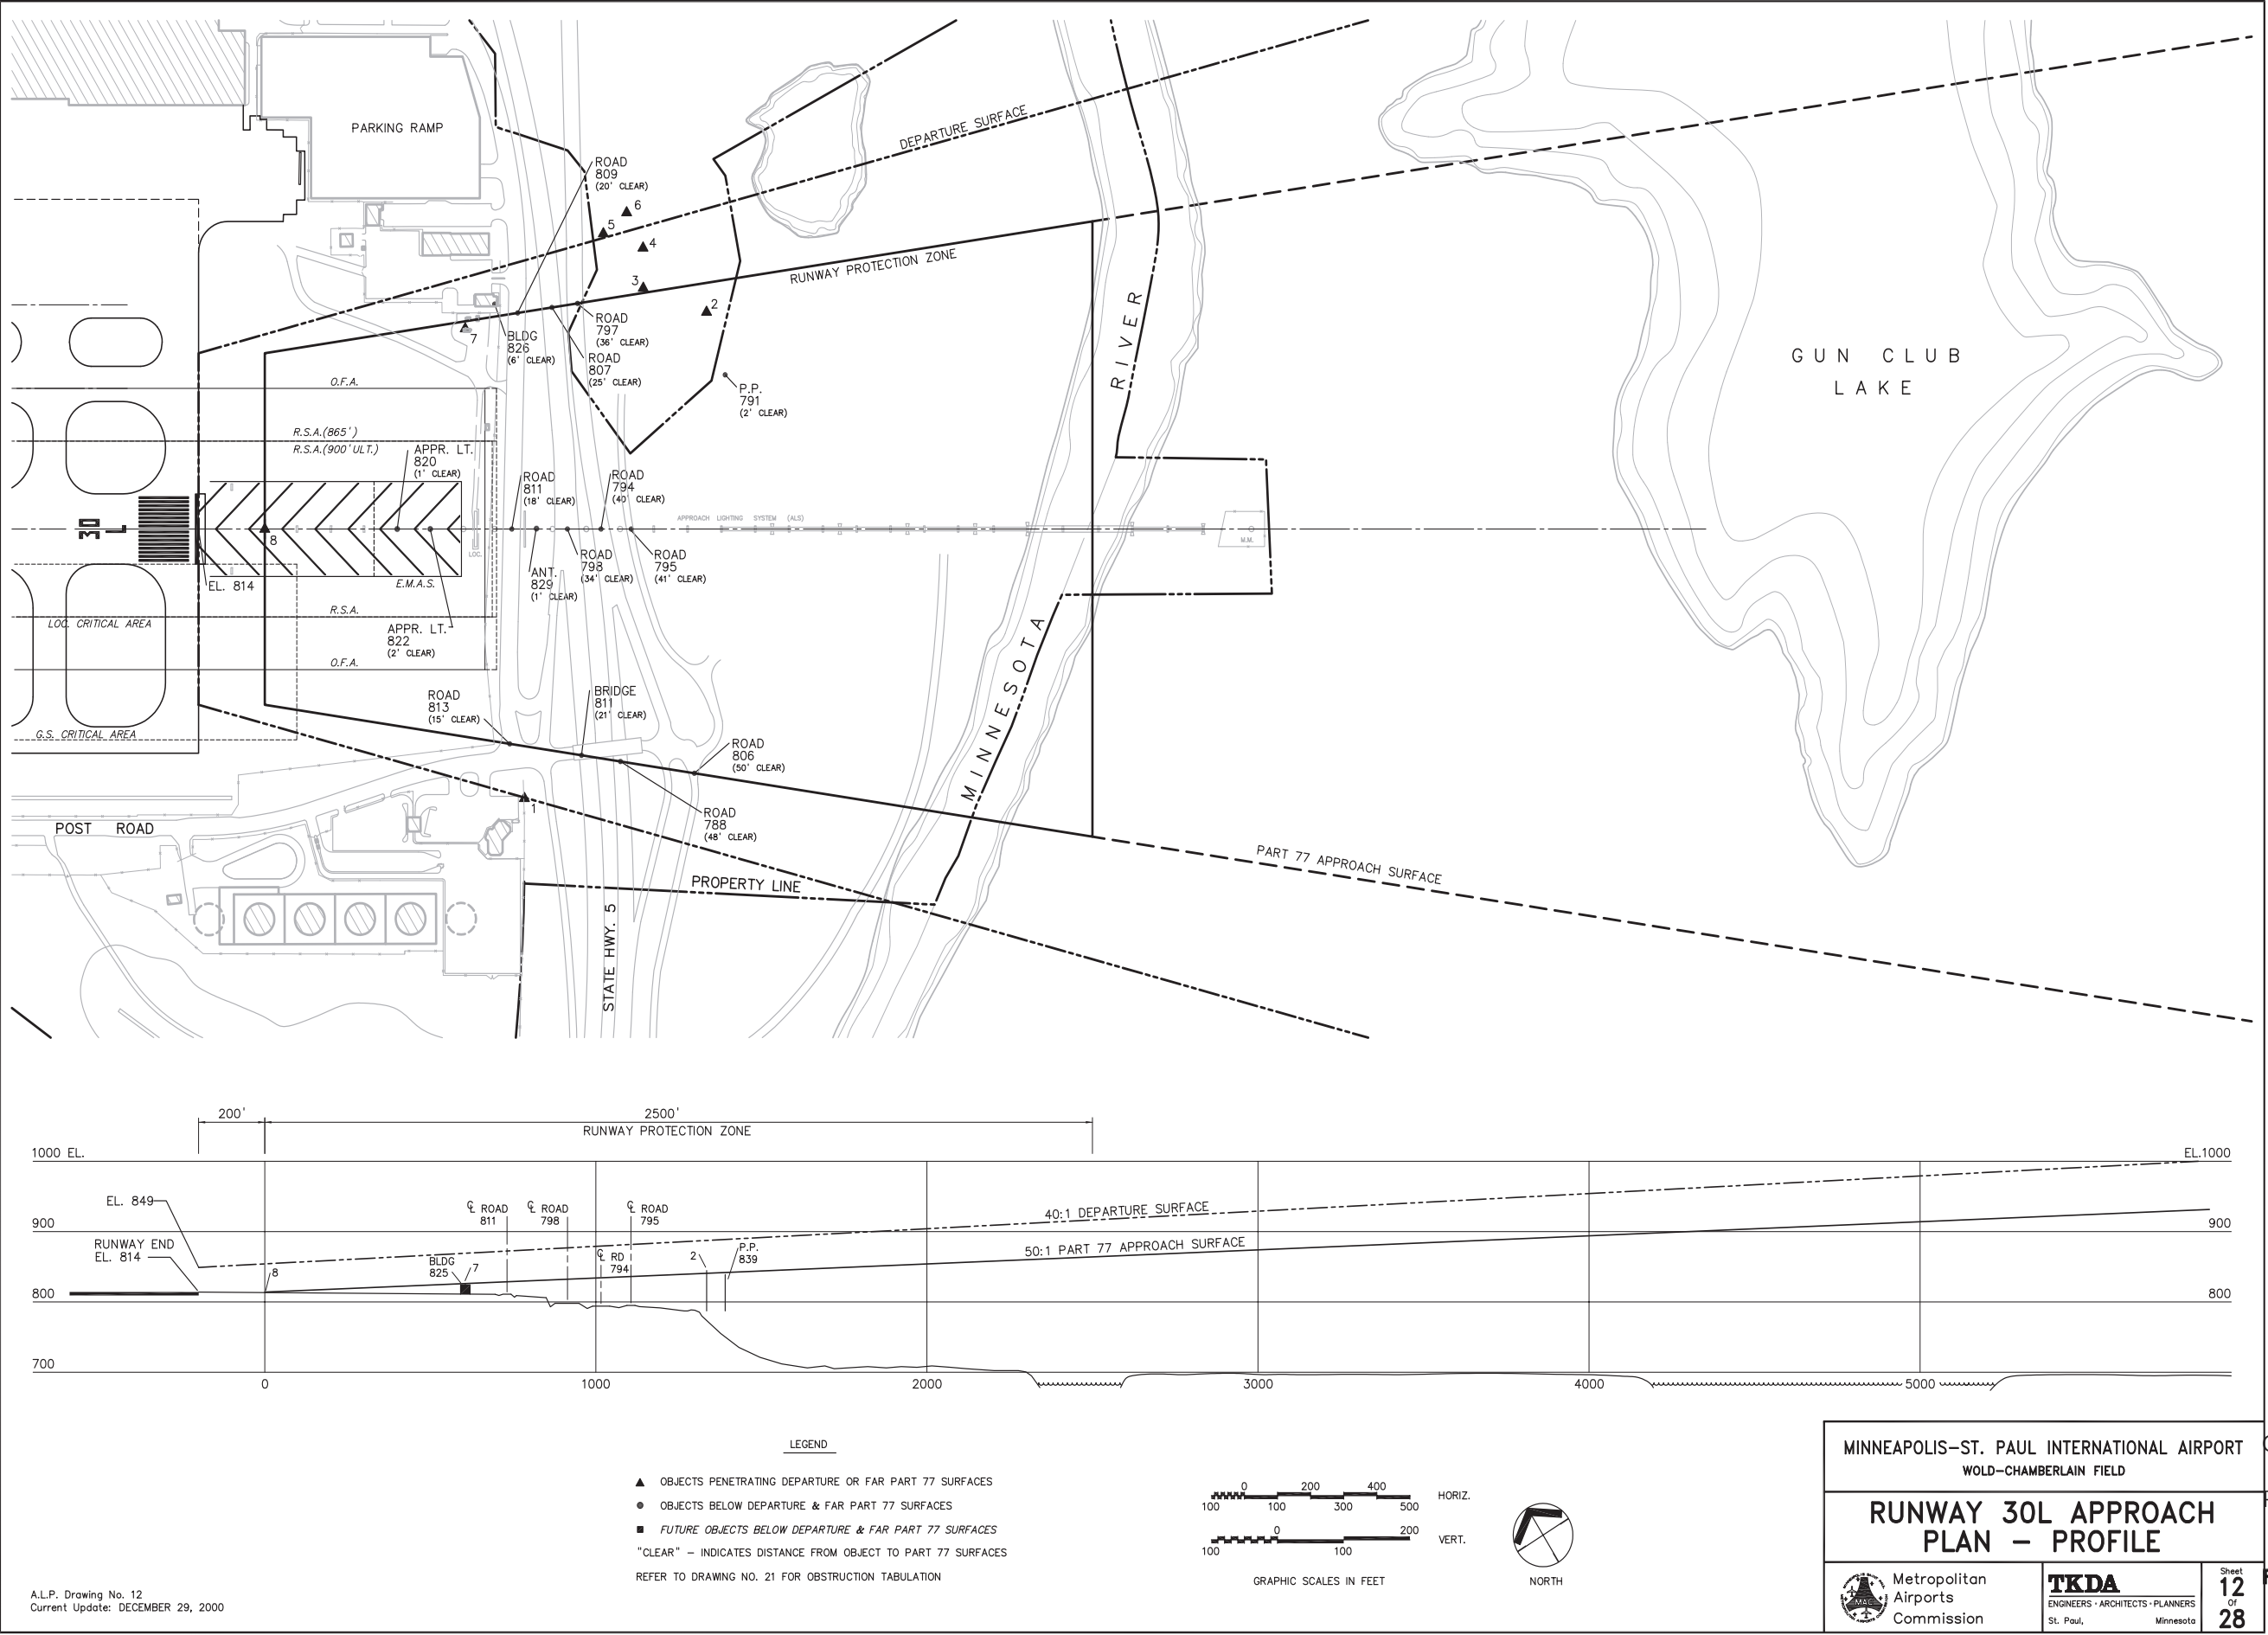 PARKING RAMP
DEPARTURE SURFACE
ROAD
809
(20' CLEAR)
6
5
4
3
2
7
RUNWAY PROTECTION ZONE
ROAD
797
(36' CLEAR)
BLDG
826
(6' CLEAR)
ROAD
807
(25' CLEAR)
P.P.
791
(2' CLEAR)
RIVER
GUN CLUB
LAKE
O.F.A.
R.S.A.(865')
R.S.A.(900'ULT.)
APPR. LT.
820
(1' CLEAR)
ROAD
811
(18' CLEAR)
ROAD
794
(40' CLEAR)
APPROACH LIGHTING SYSTEM (ALS)
30
L
8
LOC.
M.M.
EL. 814
E.M.A.S.
ANT.
829
(1' CLEAR)
ROAD
798
(34' CLEAR)
ROAD
795
(41' CLEAR)
R.S.A.
LOC. CRITICAL AREA
APPR. LT.
822
(2' CLEAR)
O.F.A.
MINNESOTA
ROAD
813
(15' CLEAR)
BRIDGE
811
(21' CLEAR)
G.S. CRITICAL AREA
ROAD
806
(50' CLEAR)
1
ROAD
788
(48' CLEAR)
POST ROAD
PART 77 APPROACH SURFACE
PROPERTY LINE
STATE HWY. 5
200'
2500'
RUNWAY PROTECTION ZONE
1000 EL.
EL.1000
EL. 849
℄ ROAD
811
℄ ROAD
798
℄ ROAD
795
40:1 DEPARTURE SURFACE
900
900
RUNWAY END
EL. 814
8
BLDG
825
7
℄ RD
794
2
P.P.
839
50:1 PART 77 APPROACH SURFACE
800
800
700
0
1000
2000
3000
4000
5000
LEGEND
OBJECTS PENETRATING DEPARTURE OR FAR PART 77 SURFACES
OBJECTS BELOW DEPARTURE & FAR PART 77 SURFACES
FUTURE OBJECTS BELOW DEPARTURE & FAR PART 77 SURFACES
"CLEAR" – INDICATES DISTANCE FROM OBJECT TO PART 77 SURFACES
REFER TO DRAWING NO. 21 FOR OBSTRUCTION TABULATION
0 200 400
100 100 300 500
HORIZ.
0 200
100 100
VERT.
GRAPHIC SCALES IN FEET
NORTH
A.L.P. Drawing No. 12
Current Update: DECEMBER 29, 2000
MINNEAPOLIS–ST. PAUL INTERNATIONAL AIRPORT
WOLD–CHAMBERLAIN FIELD
RUNWAY 30L APPROACH
PLAN – PROFILE
MAC
Metropolitan
Airports
Commission
TKDA
ENGINEERS · ARCHITECTS · PLANNERS
St. Paul, Minnesota
Sheet
12
Of
28